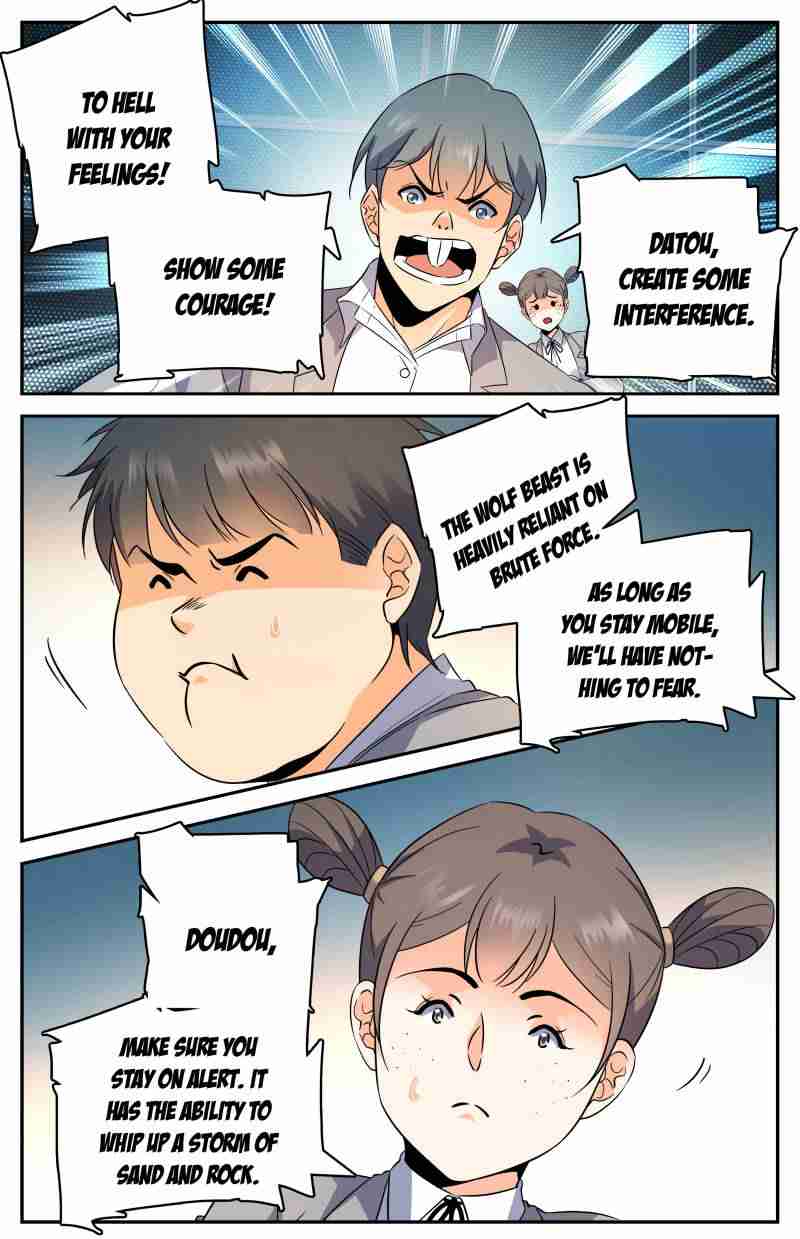 TO HELL
WITH YOUR
FEELINGS!
SHOW SOME
COURAGE!
DATOU,
CREATE SOME
INTERFERENCE.
THE WOLF BEAST IS
HEAVILY RELIANT ON
BRUTE FORCE.
AS LONG AS
YOU STAY MOBILE,
WE'LL HAVE NOT-
HING TO FEAR.
DOUDOU,
MAKE SURE YOU
STAY ON ALERT. IT
HAS THE ABILITY TO
WHIP UP A STORM OF
SAND AND ROCK.